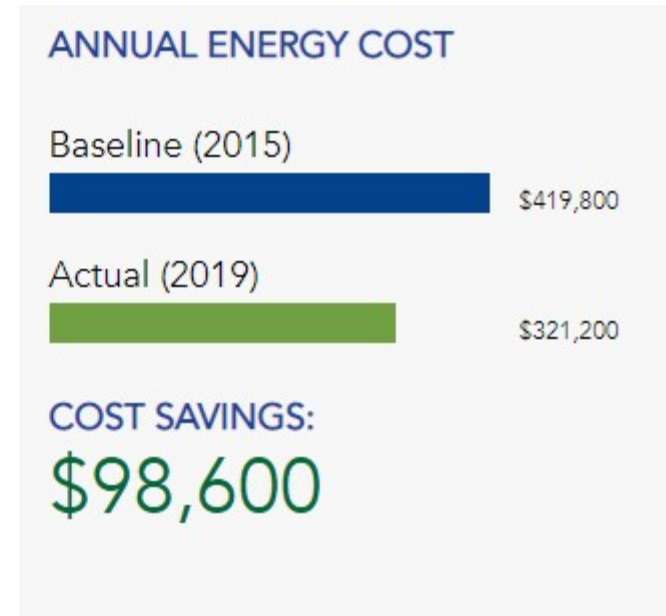 ANNUAL ENERGY COST
Baseline (2015)
$419,800
Actual (2019)
$321,200
COST SAVINGS:
$98,600